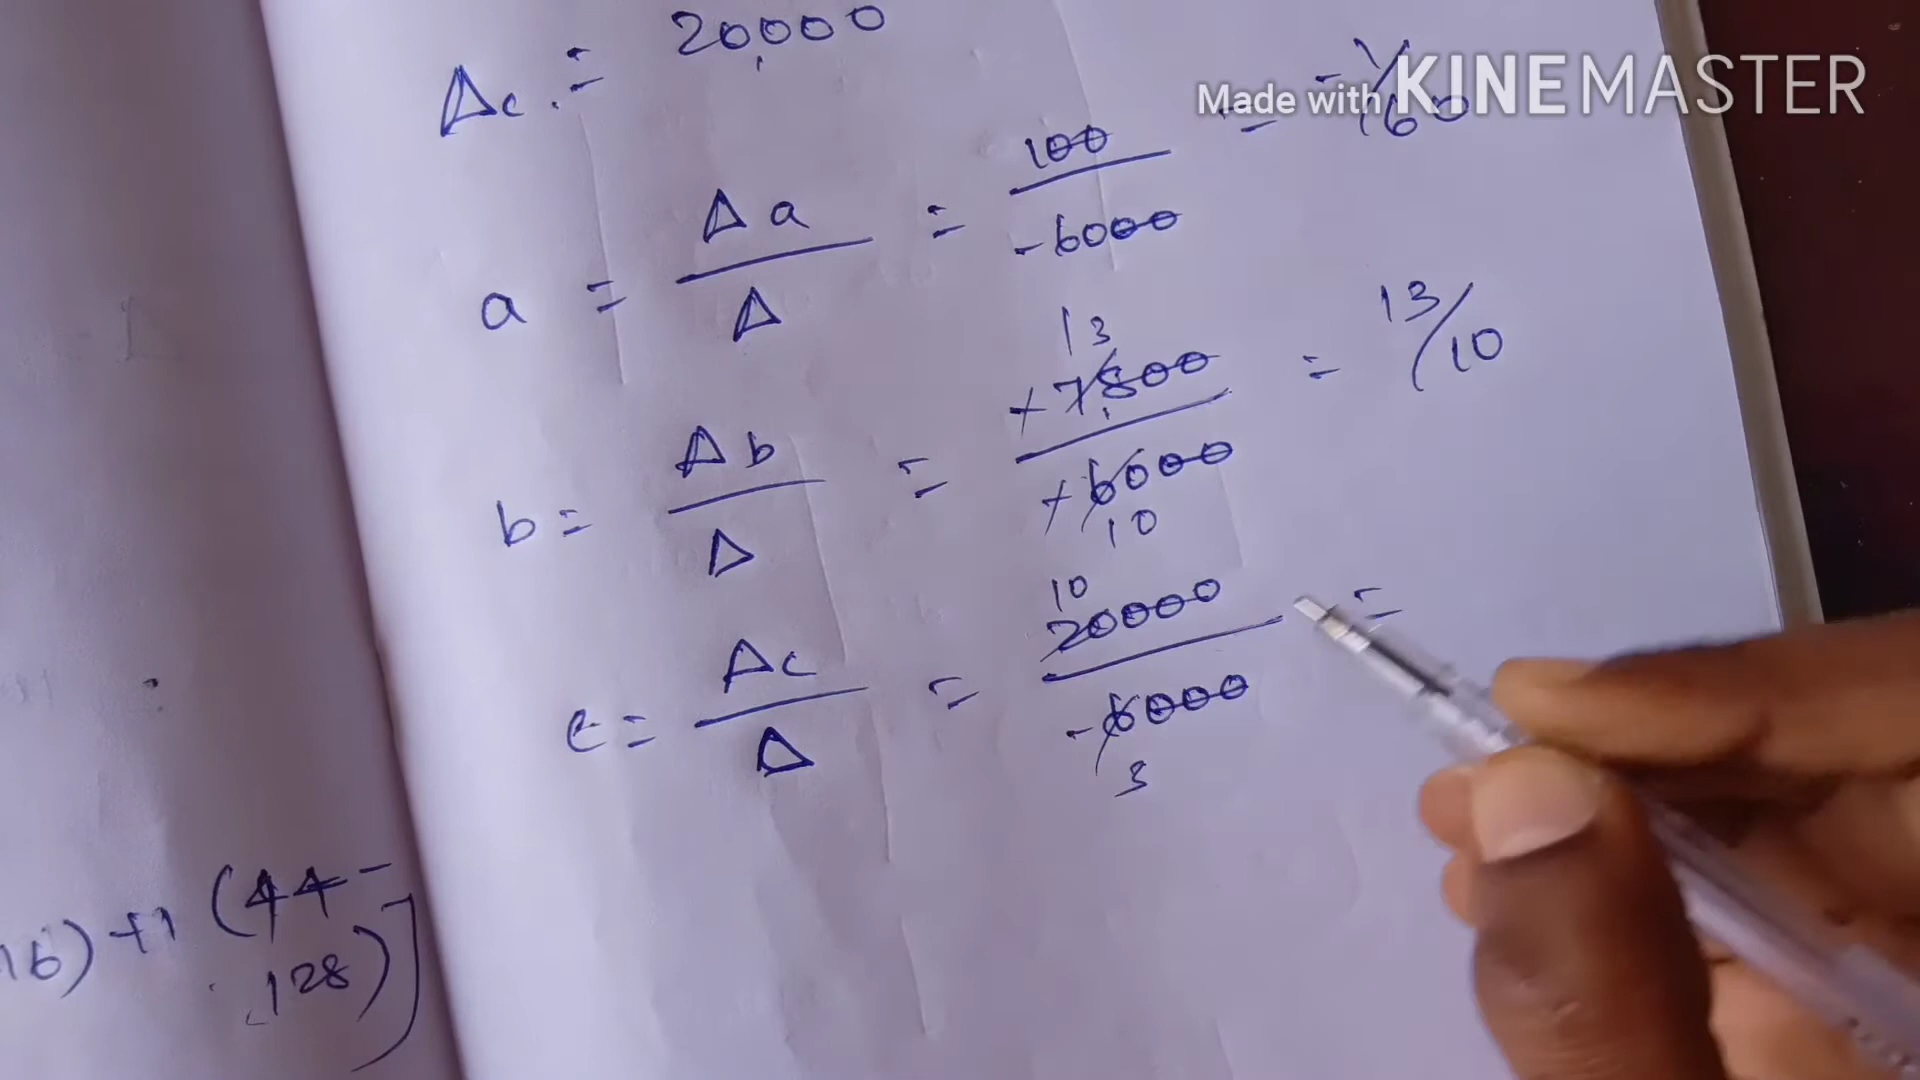 Δc = 20000
Made with KINEMASTER
a = Δa / Δ = 100 / -6000 = -1/60
b = Δb / Δ = +7800 / +6000 = 13/10
13
10
c = Δc / Δ = 20000 / -6000 =
10
3
16) + 1 (44 -
128)]